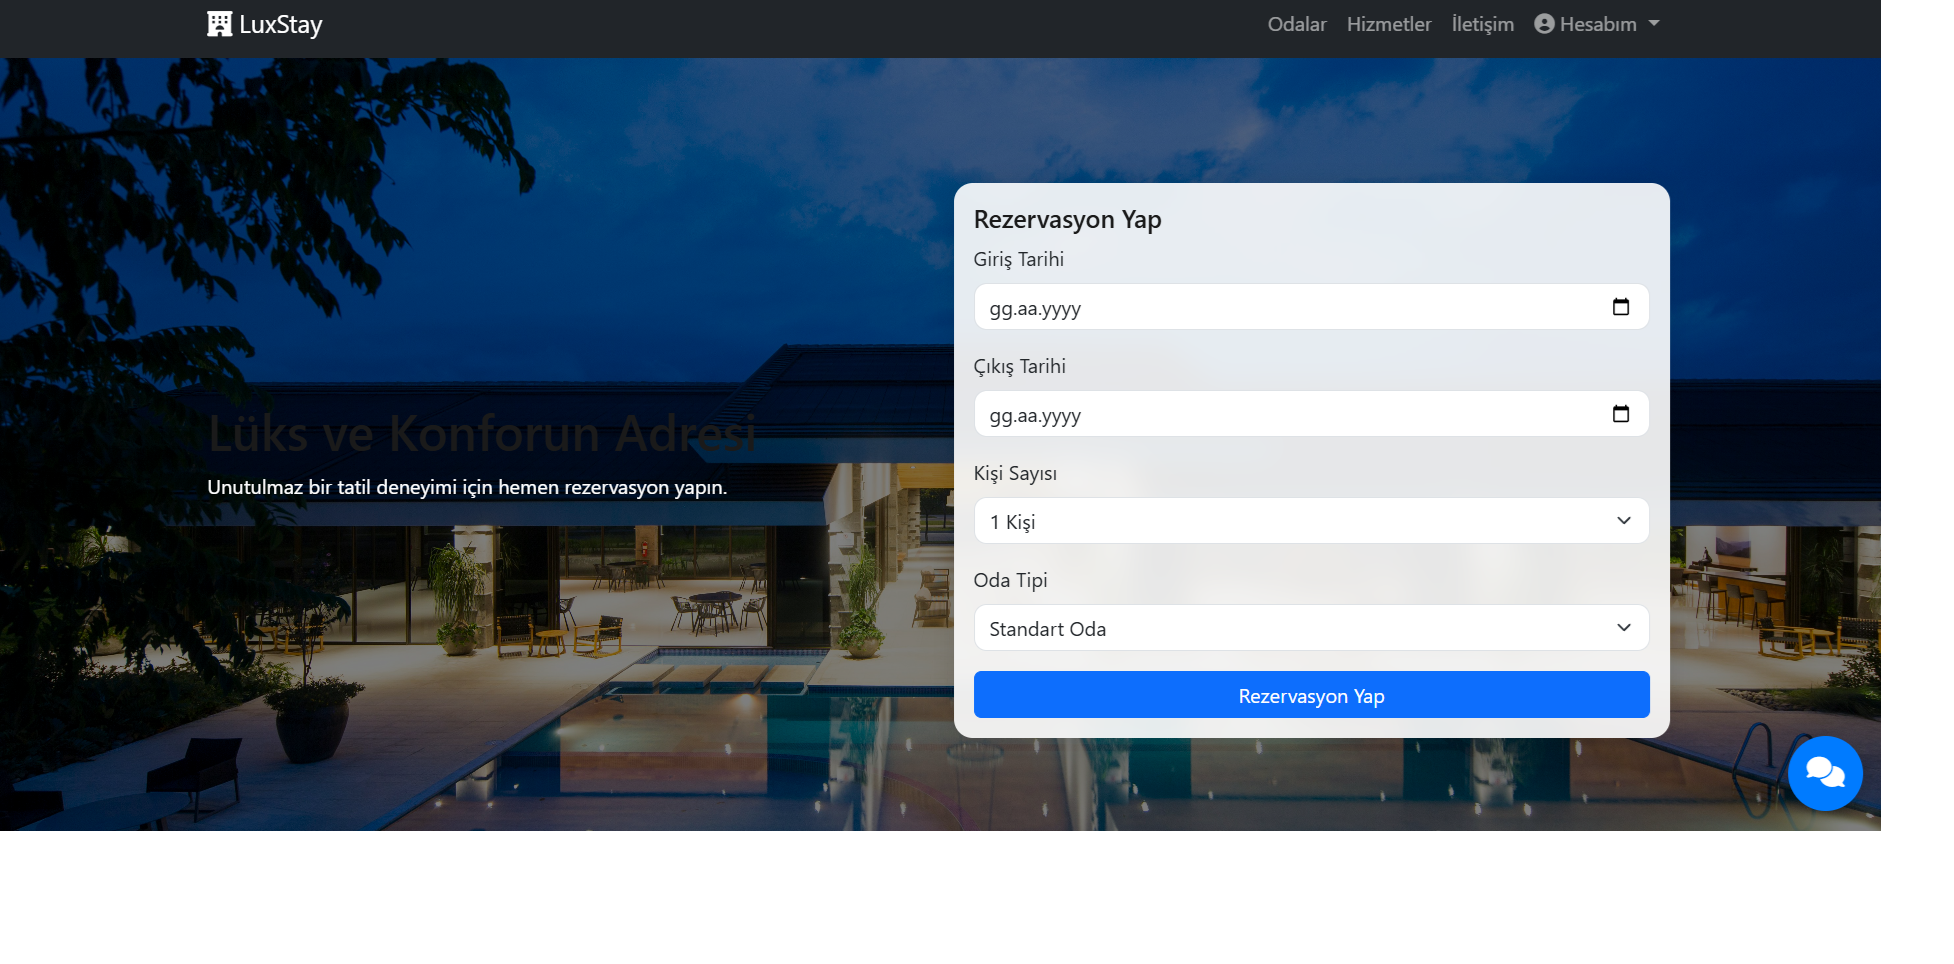 LuxStay
Odalar Hizmetler İletişim Hesabım
Lüks ve Konforun Adresi
Unutulmaz bir tatil deneyimi için hemen rezervasyon yapın.
Rezervasyon Yap
Giriş Tarihi
gg.aa.yyyy
Çıkış Tarihi
gg.aa.yyyy
Kişi Sayısı
1 Kişi
Oda Tipi
Standart Oda
Rezervasyon Yap